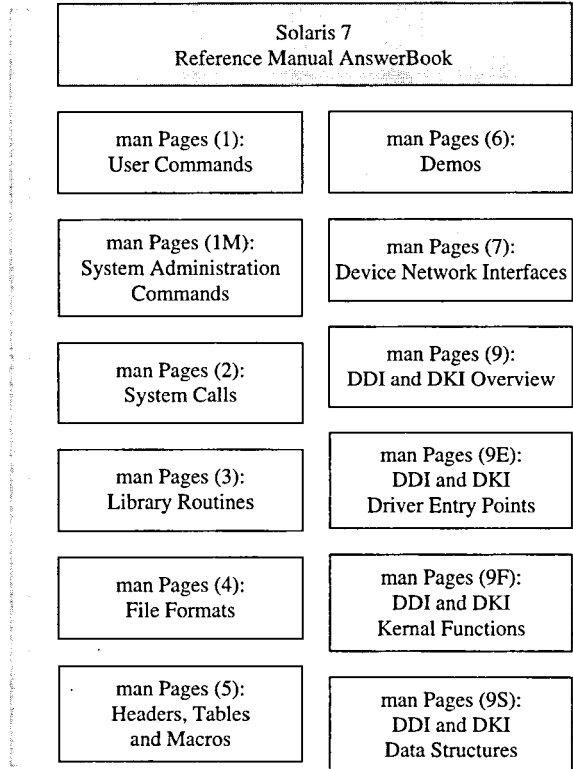 Solaris 7
Reference Manual AnswerBook
man Pages (1):
User Commands
man Pages (1M):
System Administration
Commands
man Pages (2):
System Calls
man Pages (3):
Library Routines
man Pages (4):
File Formats
man Pages (5):
Headers, Tables
and Macros
man Pages (6):
Demos
man Pages (7):
Device Network Interfaces
man Pages (9):
DDI and DKI Overview
man Pages (9E):
DDI and DKI
Driver Entry Points
man Pages (9F):
DDI and DKI
Kernal Functions
man Pages (9S):
DDI and DKI
Data Structures